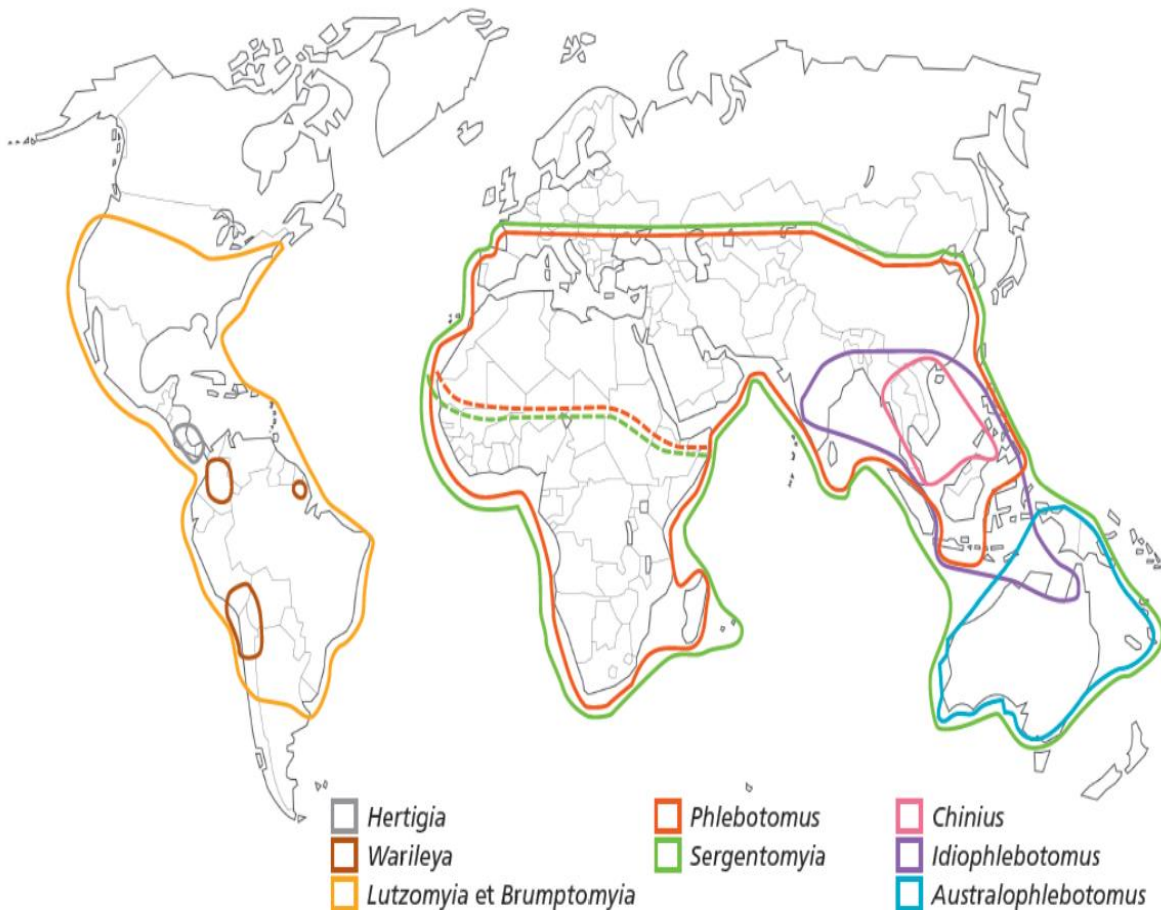 Hertigia
Warileya
Lutzomyia et Brumptomyia
Phlebotomus
Sergentomyia
Chinius
Idiophlebotomus
Australophlebotomus